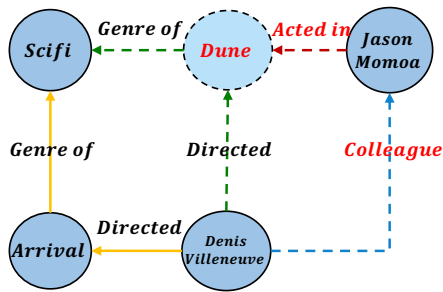 Genre of
Acted in
Scifi
Dune
Jason
Momoa
Genre of
Directed
Colleague
Directed
Arrival
Denis
Villeneuve